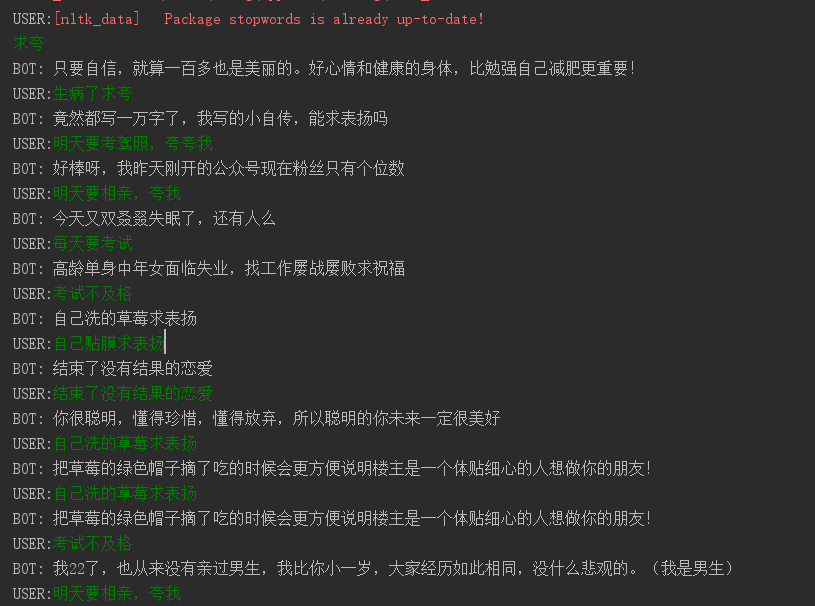 USER:[nltk_data]   Package stopwords is already up-to-date!
求夸
BOT: 只要自信，就算一百多也是美丽的。好心情和健康的身体，比勉强自己减肥更重要！
USER:生病了求夸
BOT: 竟然都写一万字了，我写的小自传，能求表扬吗
USER:明天要考驾照，夸夸我
BOT: 好棒呀，我昨天刚开的公众号现在粉丝只有个位数
USER:明天要相亲，夸我
BOT: 今天又双叒叕失眠了，还有人么
USER:每天要考试
BOT: 高龄单身中年女面临失业，找工作屡战屡败求祝福
USER:考试不及格
BOT: 自己洗的草莓求表扬
USER:自己贴膜求表扬
BOT: 结束了没有结果的恋爱
USER:结束了没有结果的恋爱
BOT: 你很聪明，懂得珍惜，懂得放弃，所以聪明的你未来一定很美好
USER:自己洗的草莓求表扬
BOT: 把草莓的绿色帽子摘了吃的时候会更方便说明楼主是一个体贴细心的人想做你的朋友！
USER:自己洗的草莓求表扬
BOT: 把草莓的绿色帽子摘了吃的时候会更方便说明楼主是一个体贴细心的人想做你的朋友！
USER:考试不及格
BOT: 我22了，也从来没有亲过男生，我比你小一岁，大家经历如此相同，没什么悲观的。（我是男生）
USER:明天要相亲，夸我